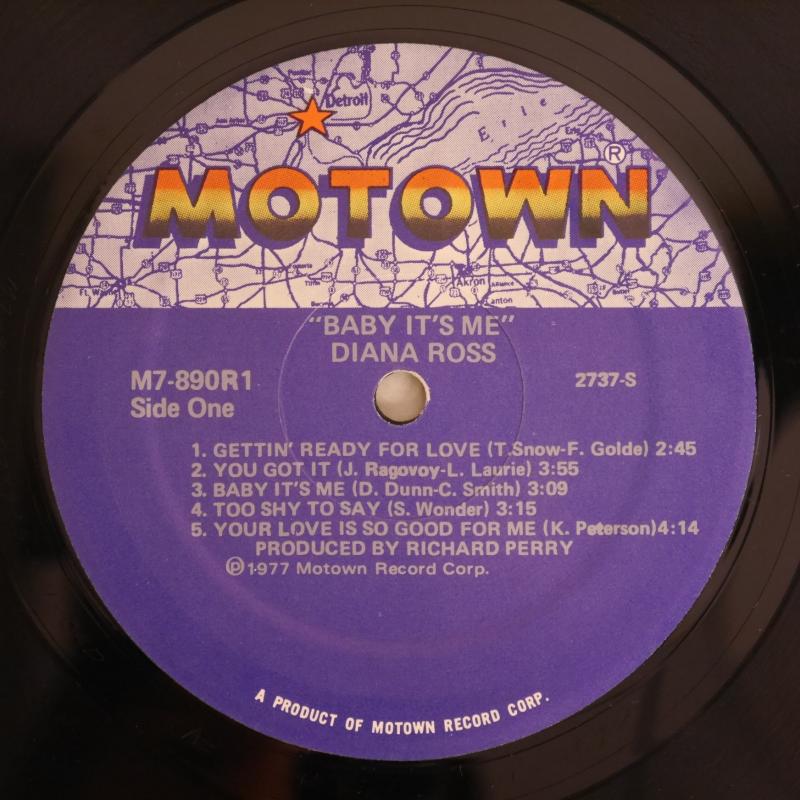 Detroit
Erie
Erie
®
MOTOWN
Akron
"BABY IT'S ME"
DIANA ROSS
M7-890R1
2737-S
Side One
1. GETTIN' READY FOR LOVE (T.Snow-F. Golde) 2:45
2. YOU GOT IT (J. Ragovoy-L. Laurie) 3:55
3. BABY IT'S ME (D. Dunn-C. Smith) 3:09
4. TOO SHY TO SAY (S. Wonder) 3:15
5. YOUR LOVE IS SO GOOD FOR ME (K. Peterson)4:14
PRODUCED BY RICHARD PERRY
℗1977 Motown Record Corp.
A PRODUCT OF MOTOWN RECORD CORP.